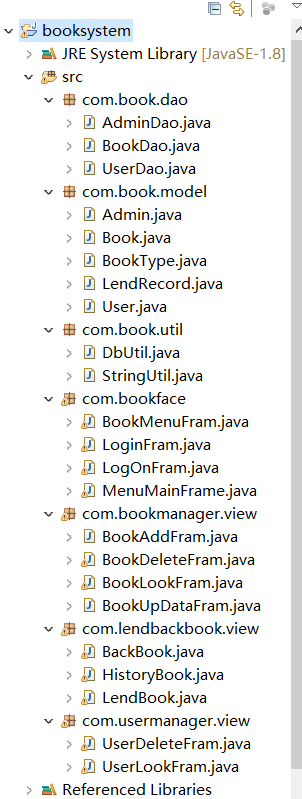 booksystem
JRE System Library [JavaSE-1.8]
src
com.book.dao
AdminDao.java
BookDao.java
UserDao.java
com.book.model
Admin.java
Book.java
BookType.java
LendRecord.java
User.java
com.book.util
DbUtil.java
StringUtil.java
com.bookface
BookMenuFram.java
LoginFram.java
LogOnFram.java
MenuMainFrame.java
com.bookmanager.view
BookAddFram.java
BookDeleteFram.java
BookLookFram.java
BookUpDataFram.java
com.lendbackbook.view
BackBook.java
HistoryBook.java
LendBook.java
com.usermanager.view
UserDeleteFram.java
UserLookFram.java
Referenced Libraries